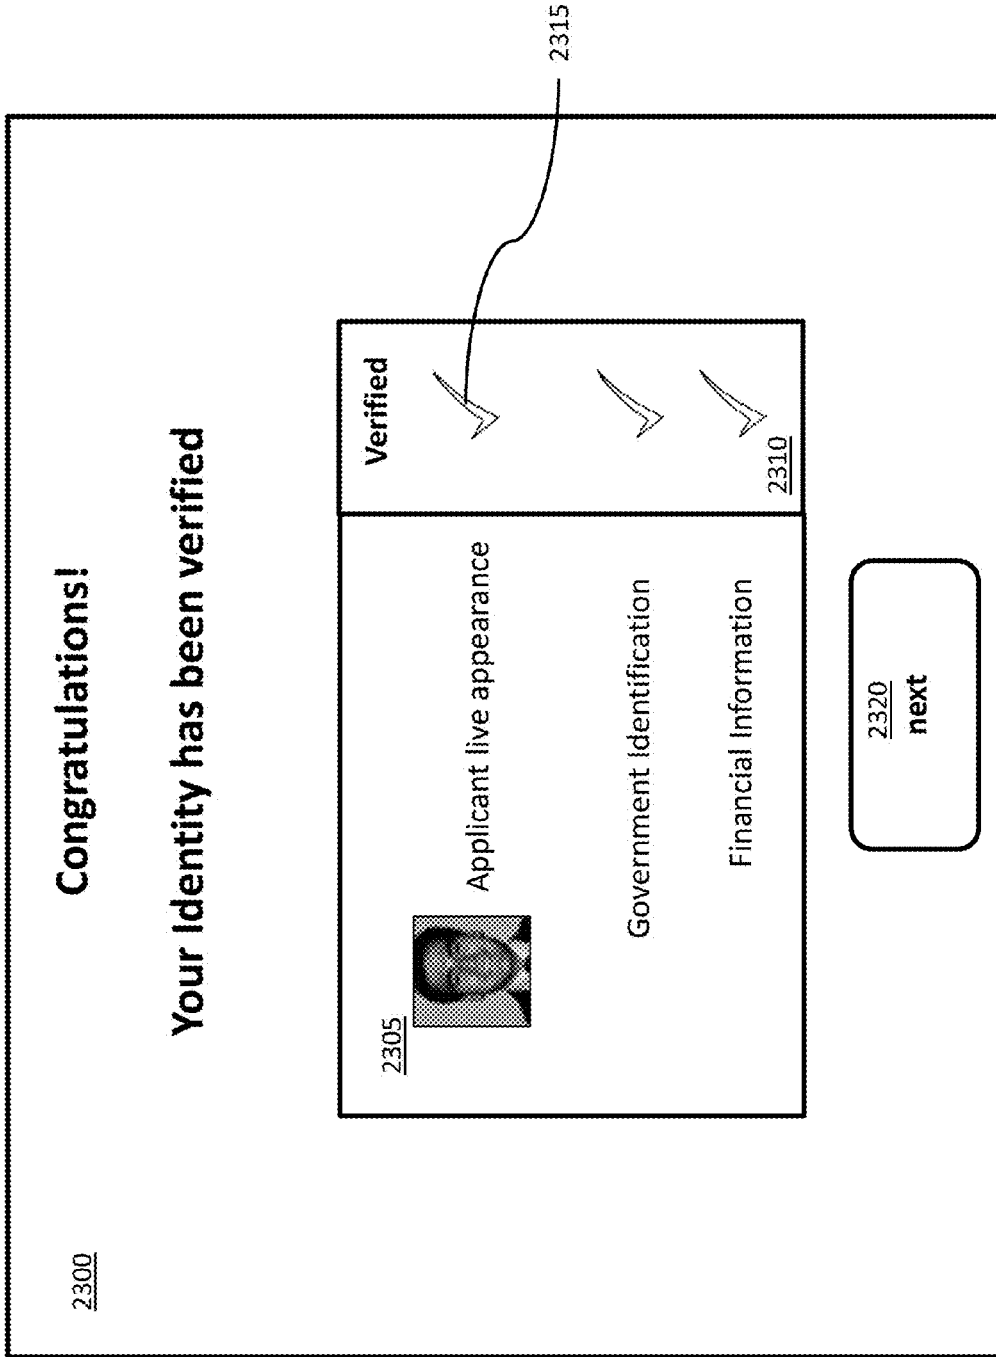 2300
Congratulations!
Your Identity has been verified
2305
Verified
Applicant live appearance
2315
Government Identification
Financial Information
2310
2320
next